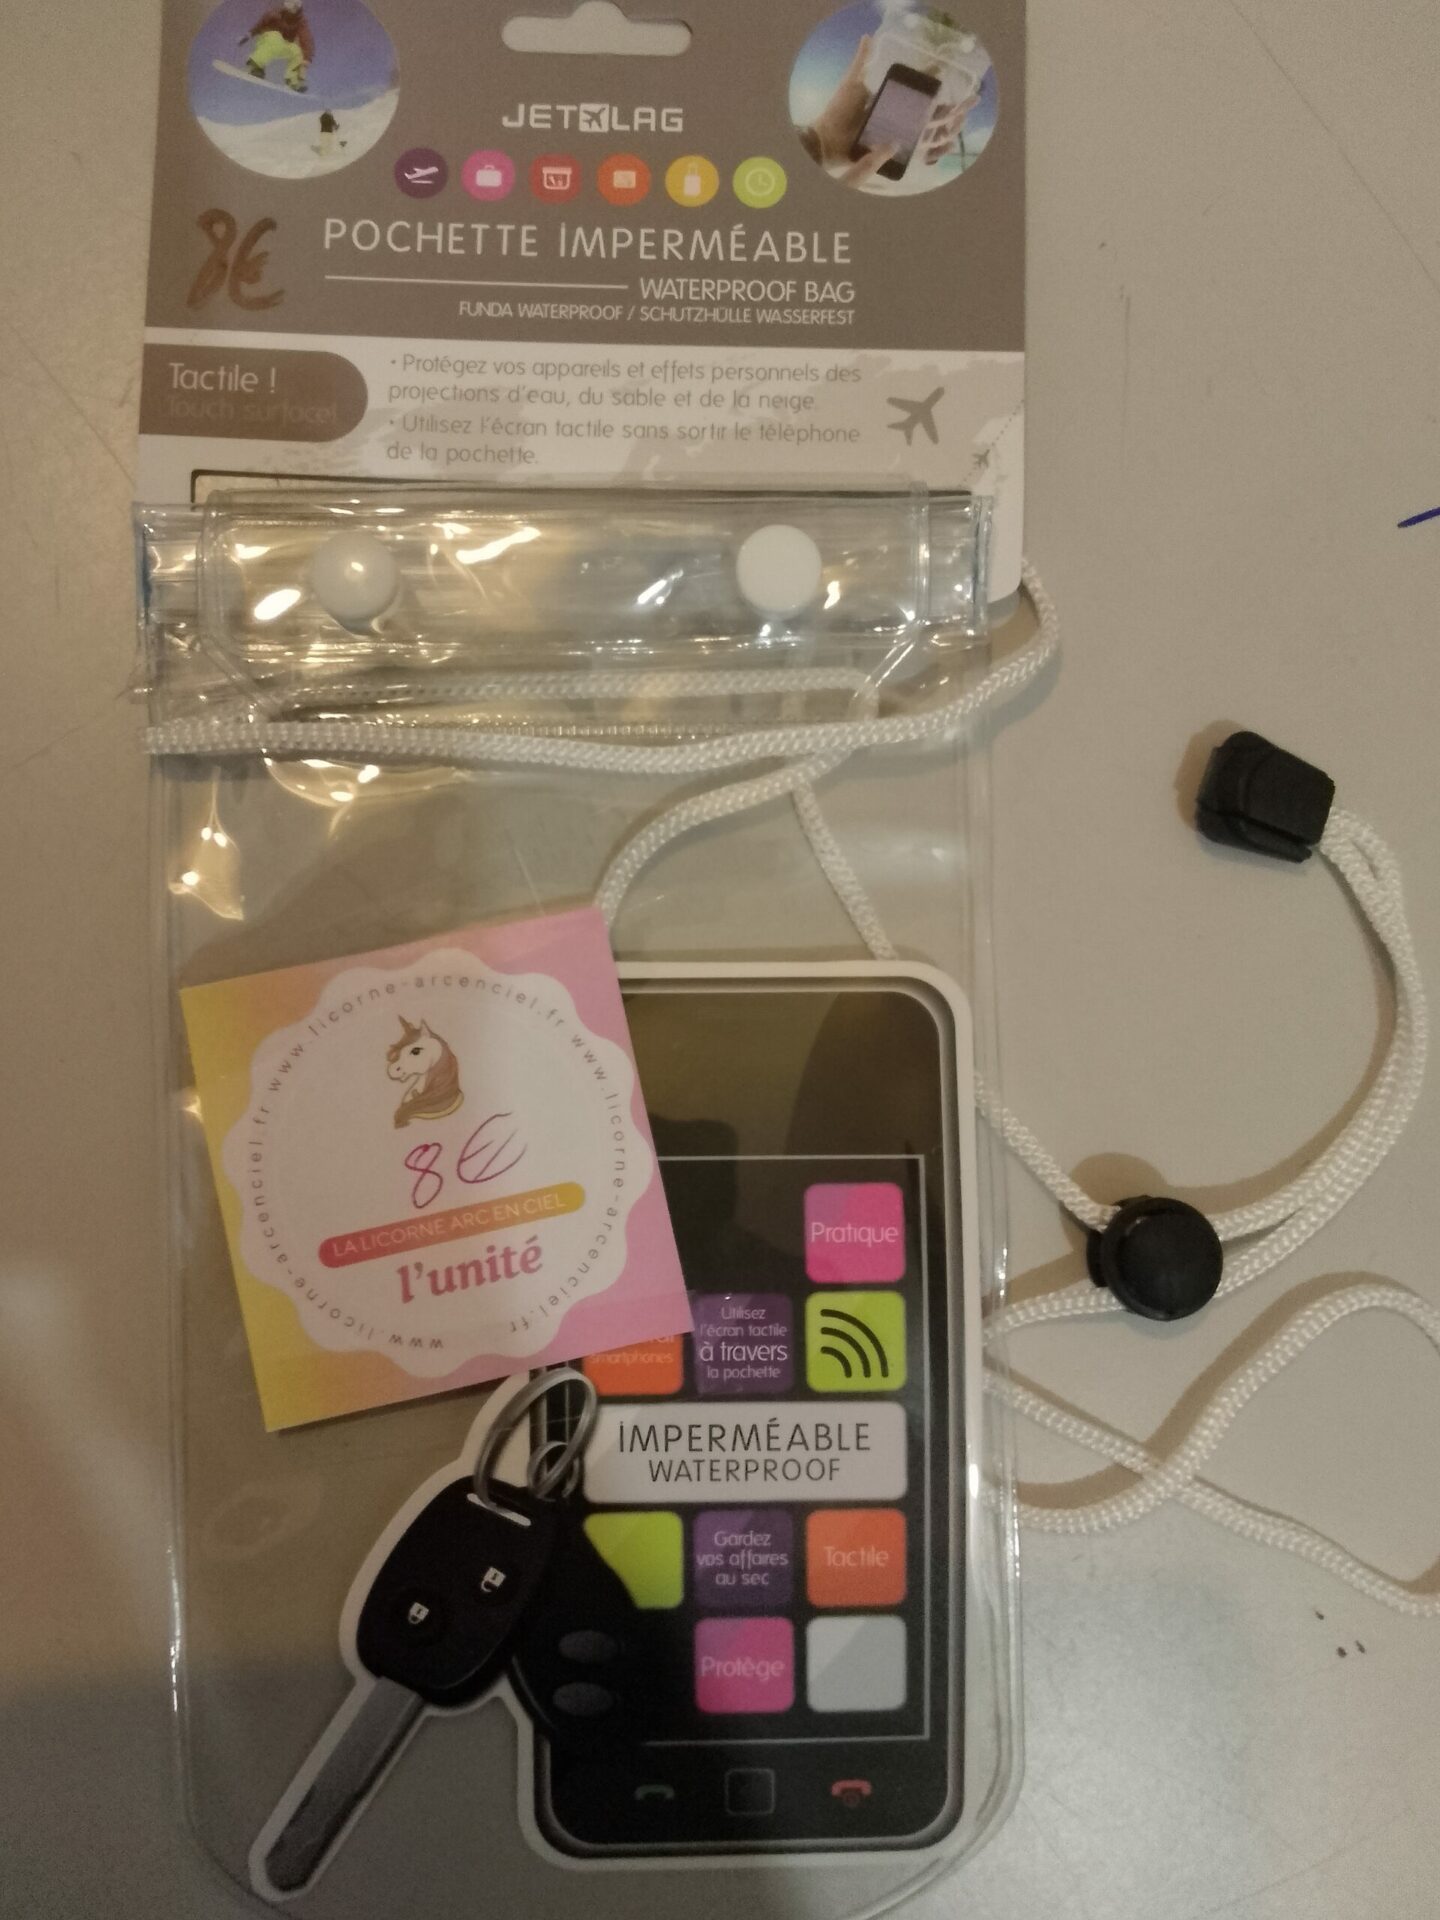 JETLAG
8€
POCHETTE IMPERMÉABLE
WATERPROOF BAG
FUNDA WATERPROOF / SCHUTZHÜLLE WASSERFEST
Tactile !
Touch surface!
• Protégez vos appareils et effets personnels des
projections d'eau, du sable et de la neige.
• Utilisez l'écran tactile sans sortir le téléphone
de la pochette.
www.licorne-arcenciel.fr www.licorne-arcenciel.fr www.licorne-arcenciel.fr
8€
LA LICORNE ARC EN CIEL
l'unité
Pratique
smartphones
Utilisez
l'écran tactile
à travers
la pochette
IMPERMÉABLE
WATERPROOF
Gardez
vos affaires
au sec
Tactile
Protège